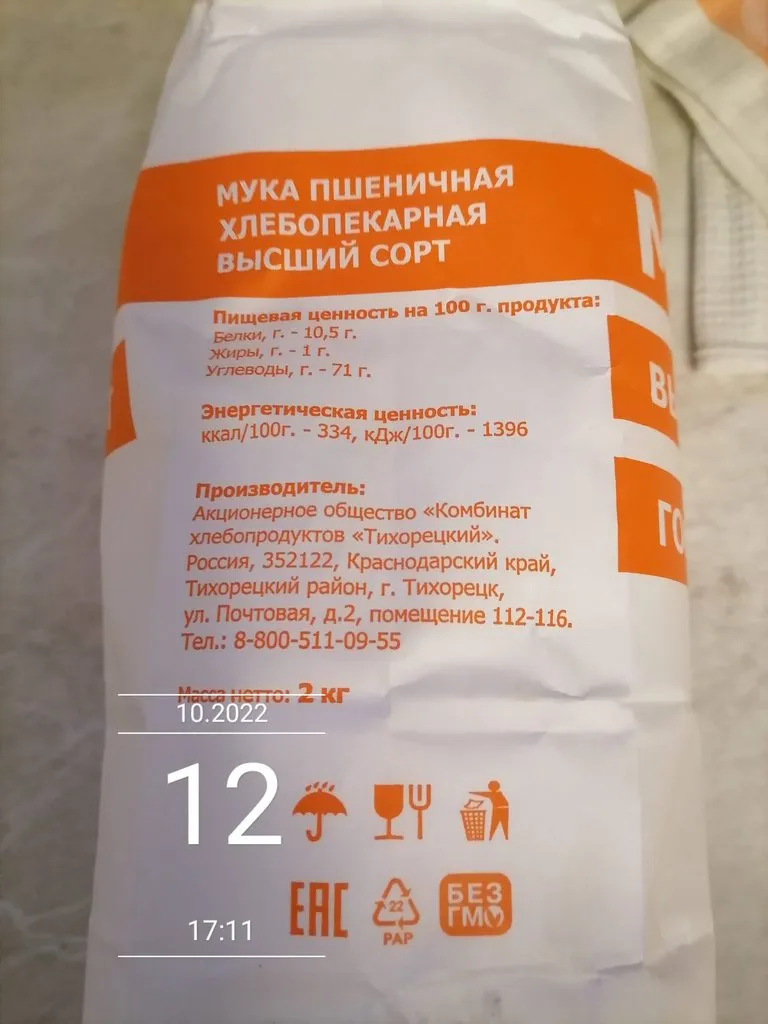 МУКА ПШЕНИЧНАЯ
ХЛЕБОПЕКАРНАЯ
ВЫСШИЙ СОРТ
Пищевая ценность на 100 г. продукта:
Белки, г. - 10,5 г.
Жиры, г. - 1 г.
Углеводы, г. - 71 г.
Энергетическая ценность:
ккал/100г. - 334, кДж/100г. - 1396
Производитель:
Акционерное общество «Комбинат
хлебопродуктов «Тихорецкий».
Россия, 352122, Краснодарский край,
Тихорецкий район, г. Тихорецк,
ул. Почтовая, д.2, помещение 112-116.
Тел.: 8-800-511-09-55
Масса нетто: 2 кг
10.2022
12
17:11
EAC
22
PAP
БЕЗ
ГМО